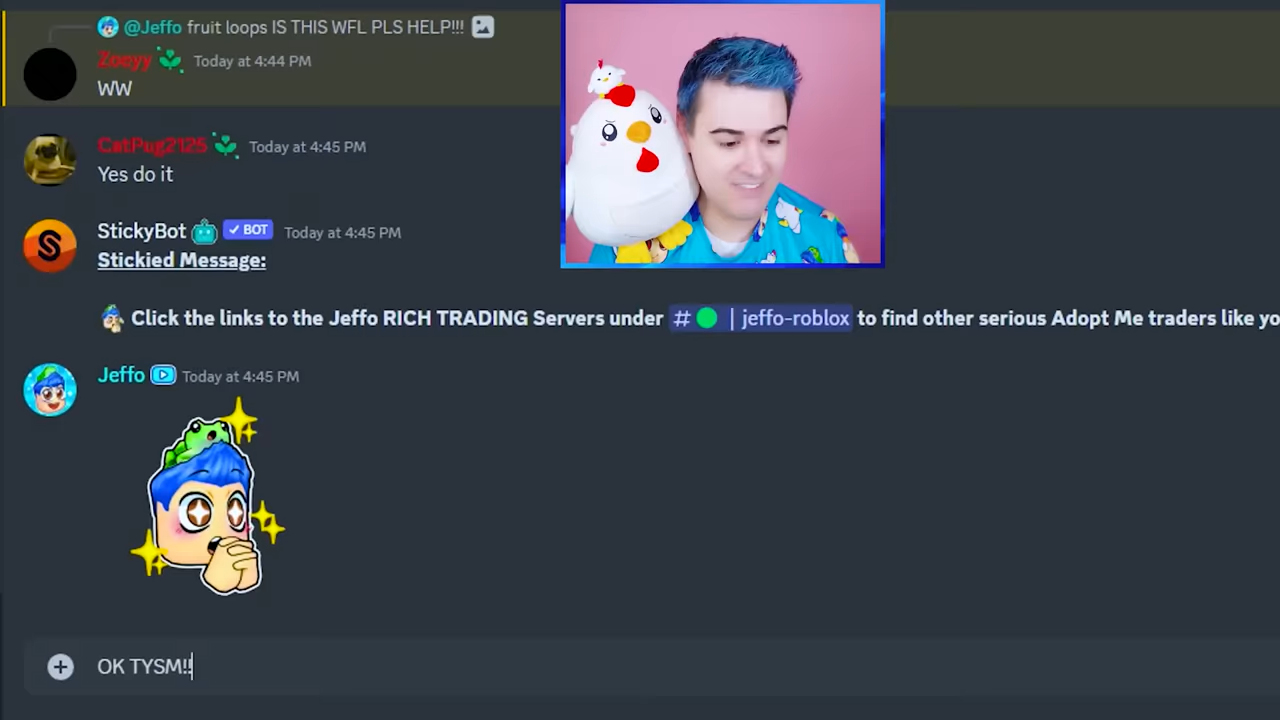 @Jeffo fruit loops IS THIS WFL PLS HELP!!!
Zooyy Today at 4:44 PM
WW
CatPug2125 Today at 4:45 PM
Yes do it
StickyBot BOT Today at 4:45 PM
Stickied Message:
Click the links to the Jeffo RICH TRADING Servers under # | jeffo-roblox to find other serious Adopt Me traders like yo
Jeffo Today at 4:45 PM
OK TYSM!!